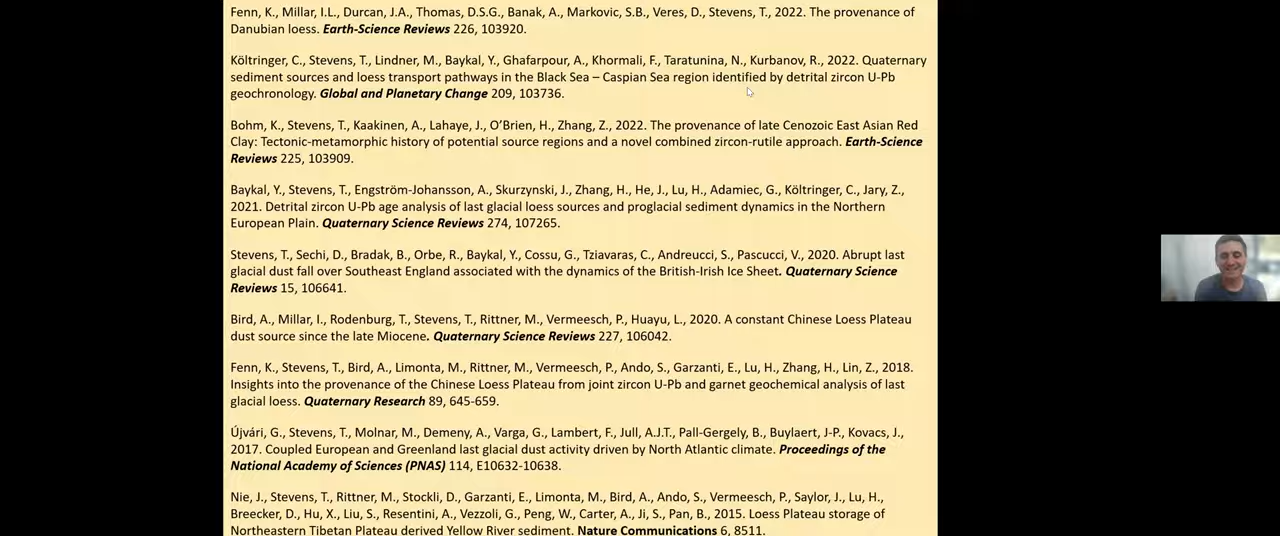 Fenn, K., Millar, I.L., Durcan, J.A., Thomas, D.S.G., Banak, A., Markovic, S.B., Veres, D., Stevens, T., 2022. The provenance of
Danubian loess. Earth-Science Reviews 226, 103920.
Költringer, C., Stevens, T., Lindner, M., Baykal, Y., Ghafarpour, A., Khormali, F., Taratunina, N., Kurbanov, R., 2022. Quaternary
sediment sources and loess transport pathways in the Black Sea – Caspian Sea region identified by detrital zircon U-Pb
geochronology. Global and Planetary Change 209, 103736.
Bohm, K., Stevens, T., Kaakinen, A., Lahaye, J., O’Brien, H., Zhang, Z., 2022. The provenance of late Cenozoic East Asian Red
Clay: Tectonic-metamorphic history of potential source regions and a novel combined zircon-rutile approach. Earth-Science
Reviews 225, 103909.
Baykal, Y., Stevens, T., Engström-Johansson, A., Skurzynski, J., Zhang, H., He, J., Lu, H., Adamiec, G., Költringer, C., Jary, Z.,
2021. Detrital zircon U-Pb age analysis of last glacial loess sources and proglacial sediment dynamics in the Northern
European Plain. Quaternary Science Reviews 274, 107265.
Stevens, T., Sechi, D., Bradak, B., Orbe, R., Baykal, Y., Cossu, G., Tziavaras, C., Andreucci, S., Pascucci, V., 2020. Abrupt last
glacial dust fall over Southeast England associated with the dynamics of the British-Irish Ice Sheet. Quaternary Science
Reviews 15, 106641.
Bird, A., Millar, I., Rodenburg, T., Stevens, T., Rittner, M., Vermeesch, P., Huayu, L., 2020. A constant Chinese Loess Plateau
dust source since the late Miocene. Quaternary Science Reviews 227, 106042.
Fenn, K., Stevens, T., Bird, A., Limonta, M., Rittner, M., Vermeesch, P., Ando, S., Garzanti, E., Lu, H., Zhang, H., Lin, Z., 2018.
Insights into the provenance of the Chinese Loess Plateau from joint zircon U-Pb and garnet geochemical analysis of last
glacial loess. Quaternary Research 89, 645-659.
Újvári, G., Stevens, T., Molnar, M., Demeny, A., Varga, G., Lambert, F., Jull, A.J.T., Pall-Gergely, B., Buylaert, J-P., Kovacs, J.,
2017. Coupled European and Greenland last glacial dust activity driven by North Atlantic climate. Proceedings of the
National Academy of Sciences (PNAS) 114, E10632-10638.
Nie, J., Stevens, T., Rittner, M., Stockli, D., Garzanti, E., Limonta, M., Bird, A., Ando, S., Vermeesch, P., Saylor, J., Lu, H.,
Breecker, D., Hu, X., Liu, S., Resentini, A., Vezzoli, G., Peng, W., Carter, A., Ji, S., Pan, B., 2015. Loess Plateau storage of
Northeastern Tibetan Plateau derived Yellow River sediment. Nature Communications 6, 8511.